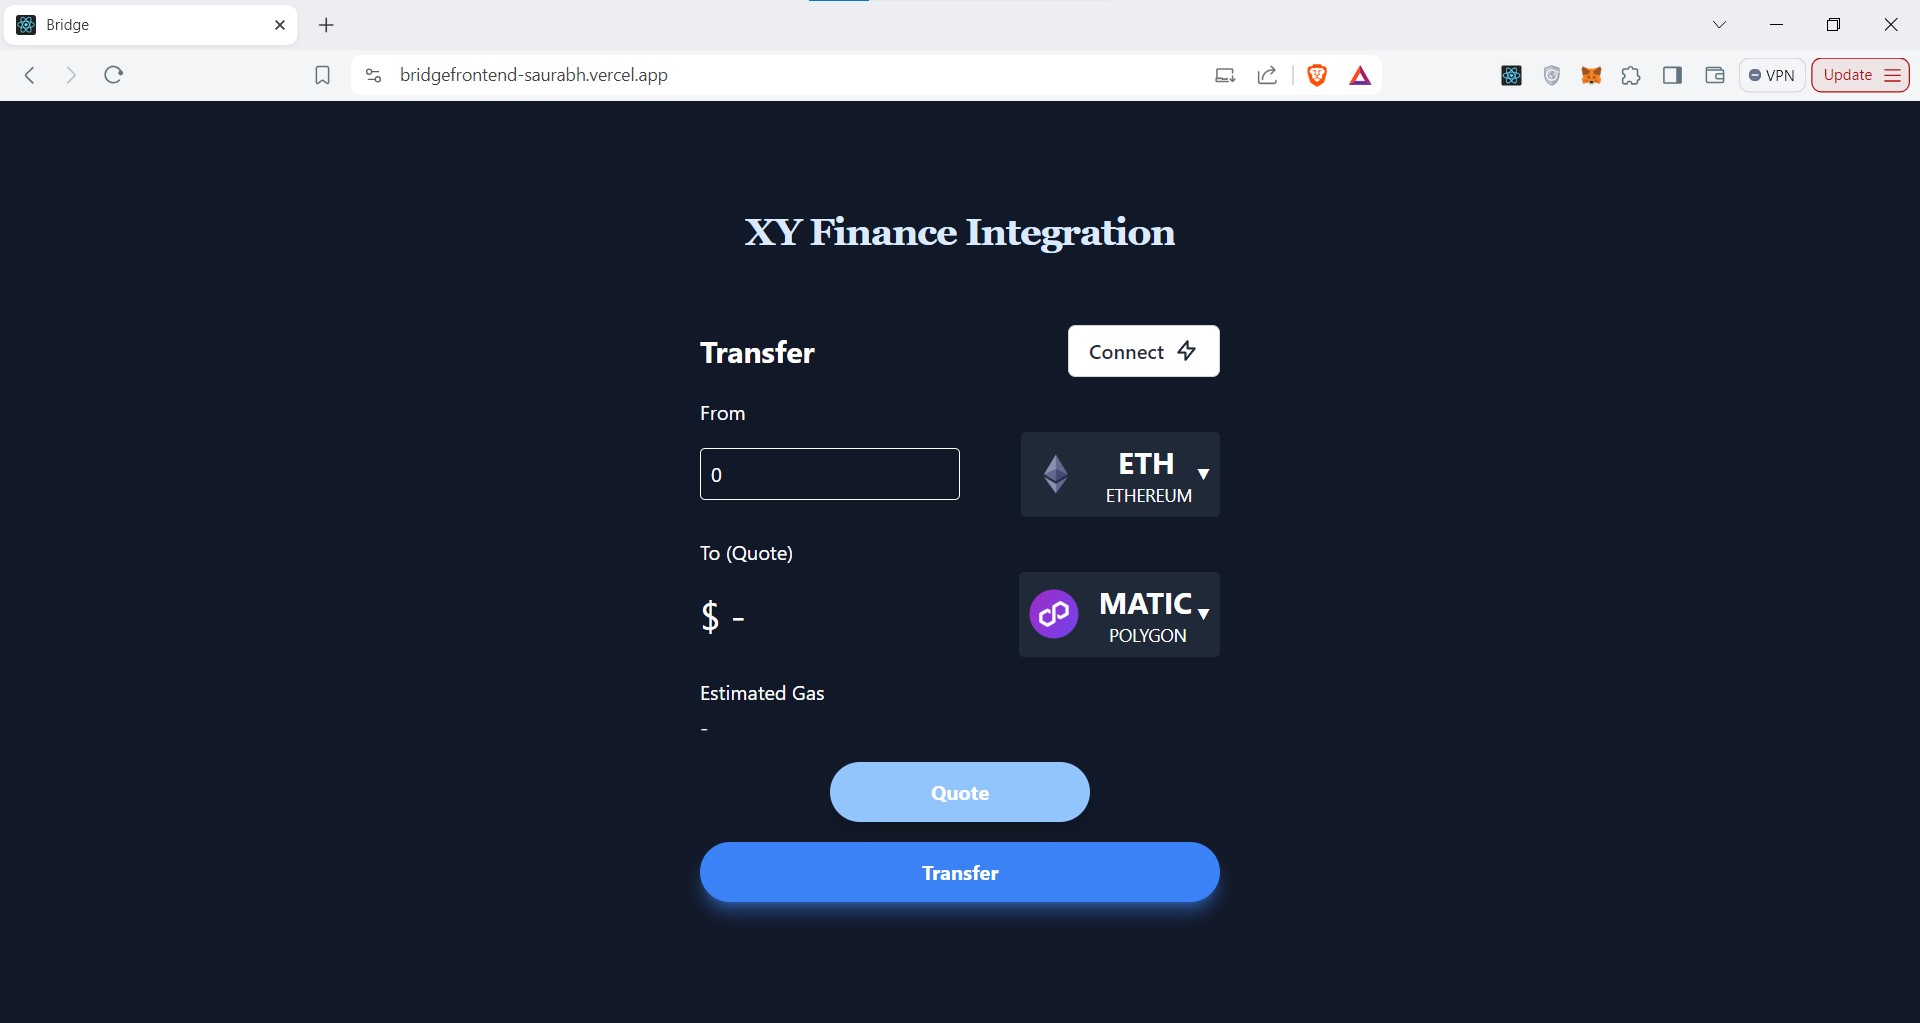 Bridge
bridgefrontend-saurabh.vercel.app
VPN
Update
XY Finance Integration
Transfer
Connect
From
0
ETH
ETHEREUM
To (Quote)
$ -
MATIC
POLYGON
Estimated Gas
-
Quote
Transfer